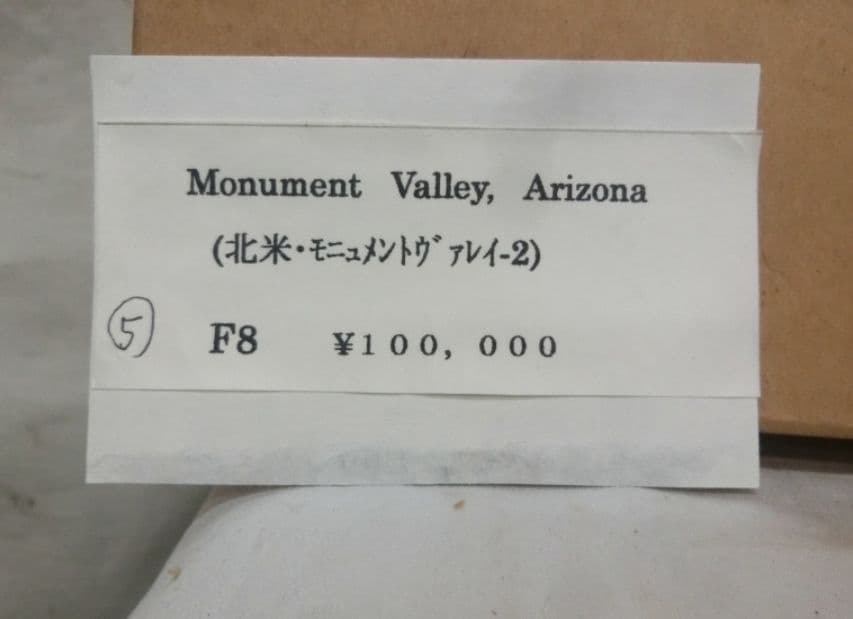 Monument Valley, Arizona
(北米・ﾓﾆｭﾒﾝﾄｳﾞｧﾚｲ-2)
⑤ F8 ¥１００，０００